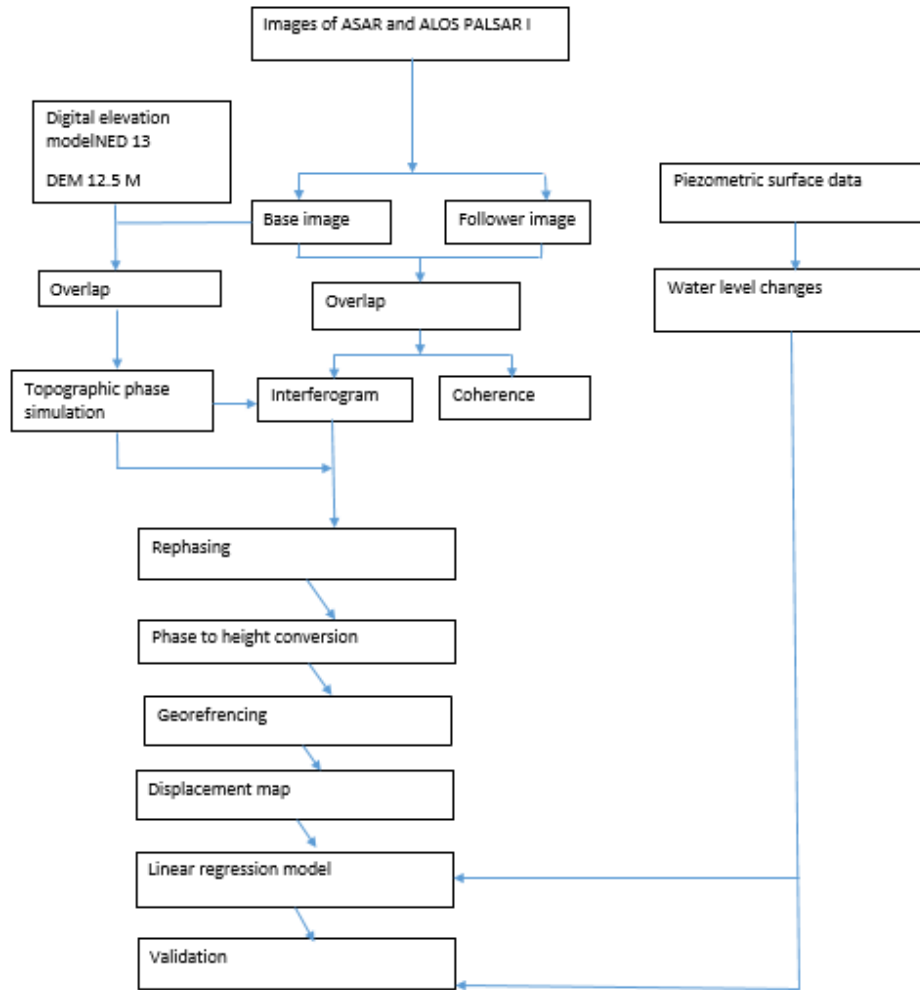 Images of ASAR and ALOS PALSAR I
Digital elevation
modelNED 13
DEM 12.5 M
Piezometric surface data
Base image
Follower image
Overlap
Overlap
Water level changes
Topographic phase
simulation
Interferogram
Coherence
Rephasing
Phase to height conversion
Georefrencing
Displacement map
Linear regression model
Validation